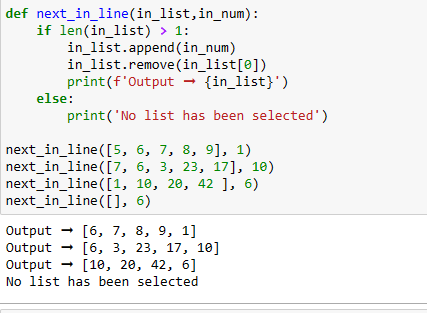 def next_in_line(in_list,in_num):
    if len(in_list) > 1:
        in_list.append(in_num)
        in_list.remove(in_list[0])
        print(f'Output ➞ {in_list}')
    else:
        print('No list has been selected')
next_in_line([5, 6, 7, 8, 9], 1)
next_in_line([7, 6, 3, 23, 17], 10)
next_in_line([1, 10, 20, 42 ], 6)
next_in_line([], 6)
Output ➞ [6, 7, 8, 9, 1]
Output ➞ [6, 3, 23, 17, 10]
Output ➞ [10, 20, 42, 6]
No list has been selected